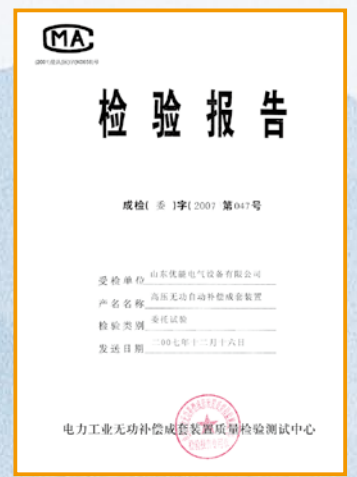 CMA
检验报告
成检( 委 )字( 2007 第047号
受检单位 山东优能电气设备有限公司
产名名称 高压无功自动补偿成套装置
检验类别 委托试验
发送日期 二00七年十二月十六日
电力工业无功补偿成套装置质量检验测试中心